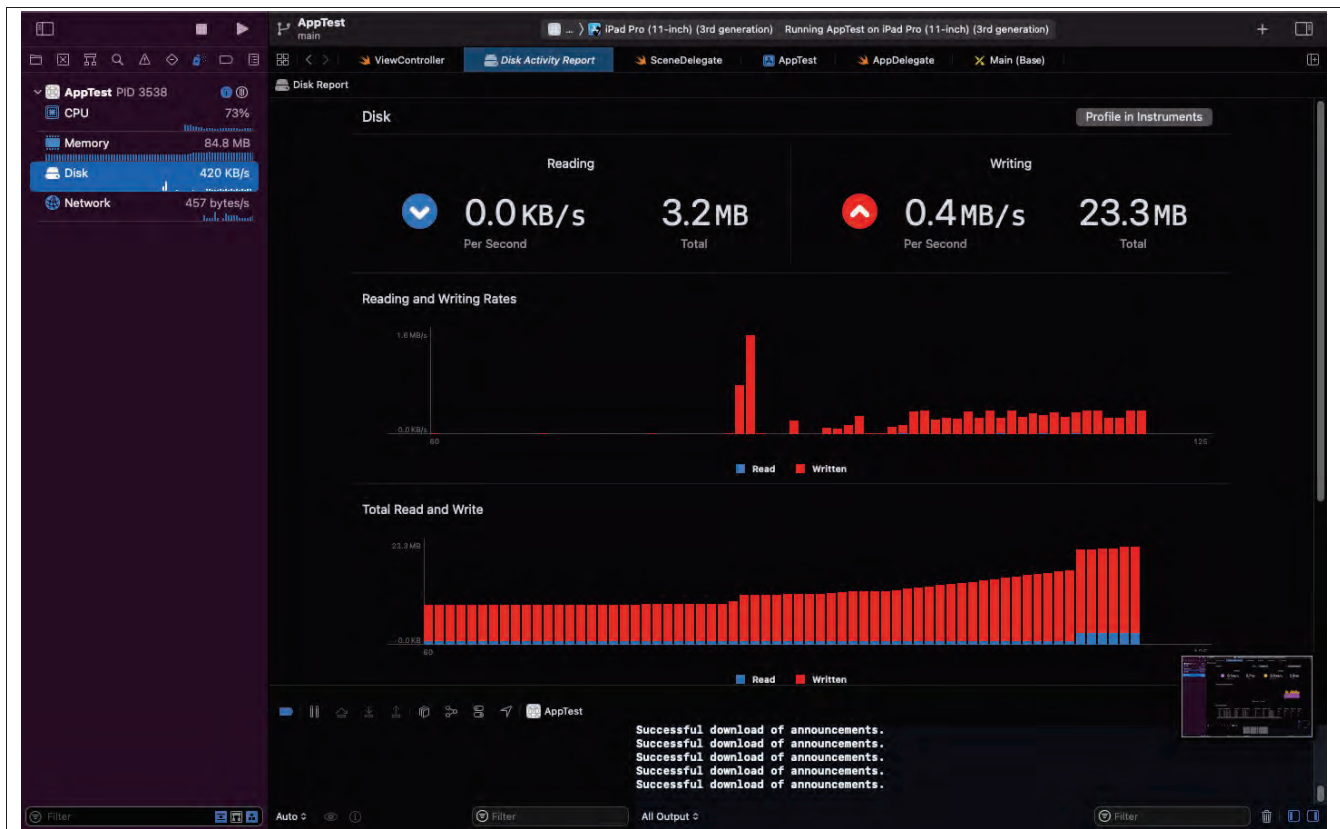 AppTest
main
... 〉 iPad Pro (11-inch) (3rd generation) Running AppTest on iPad Pro (11-inch) (3rd generation)
ViewController Disk Activity Report SceneDelegate AppTest AppDelegate Main (Base)
Disk Report
AppTest PID 3538
CPU 73%
Memory 84.8 MB
Disk 420 KB/s
Network 457 bytes/s
Disk Profile in Instruments
Reading Writing
0.0 KB/s 3.2 MB 0.4 MB/s 23.3 MB
Per Second Total Per Second Total
Reading and Writing Rates
1.6 MB/s
-0.0 KB/s
60 125
Read Written
Total Read and Write
23.3 MB
-0.0 KB
60
Read Written
AppTest
Successful download of announcements.
Successful download of announcements.
Successful download of announcements.
Successful download of announcements.
Successful download of announcements.
Filter Auto Filter All Output Filter